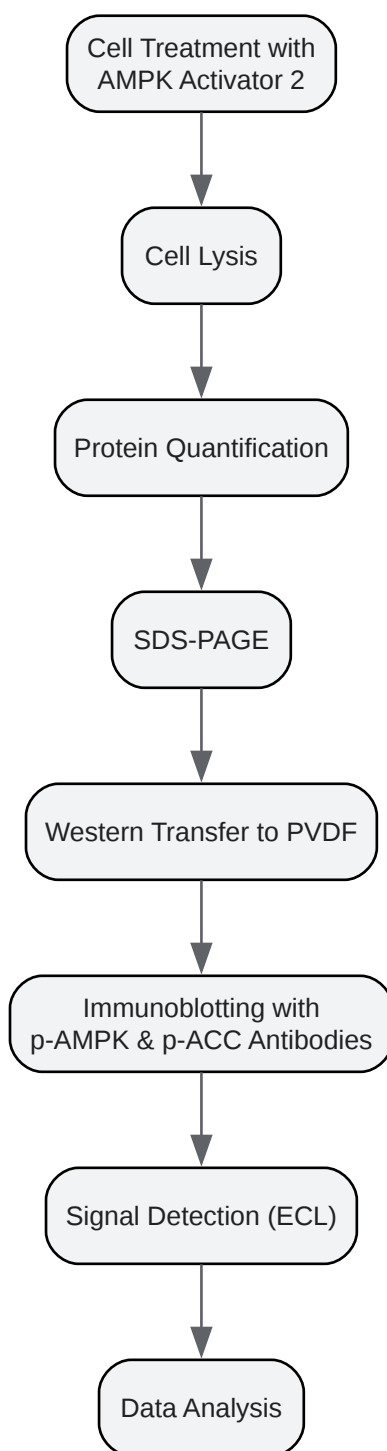 Cell Treatment with
AMPK Activator 2
Cell Lysis
Protein Quantification
SDS-PAGE
Western Transfer to PVDF
Immunoblotting with
p-AMPK & p-ACC Antibodies
Signal Detection (ECL)
Data Analysis